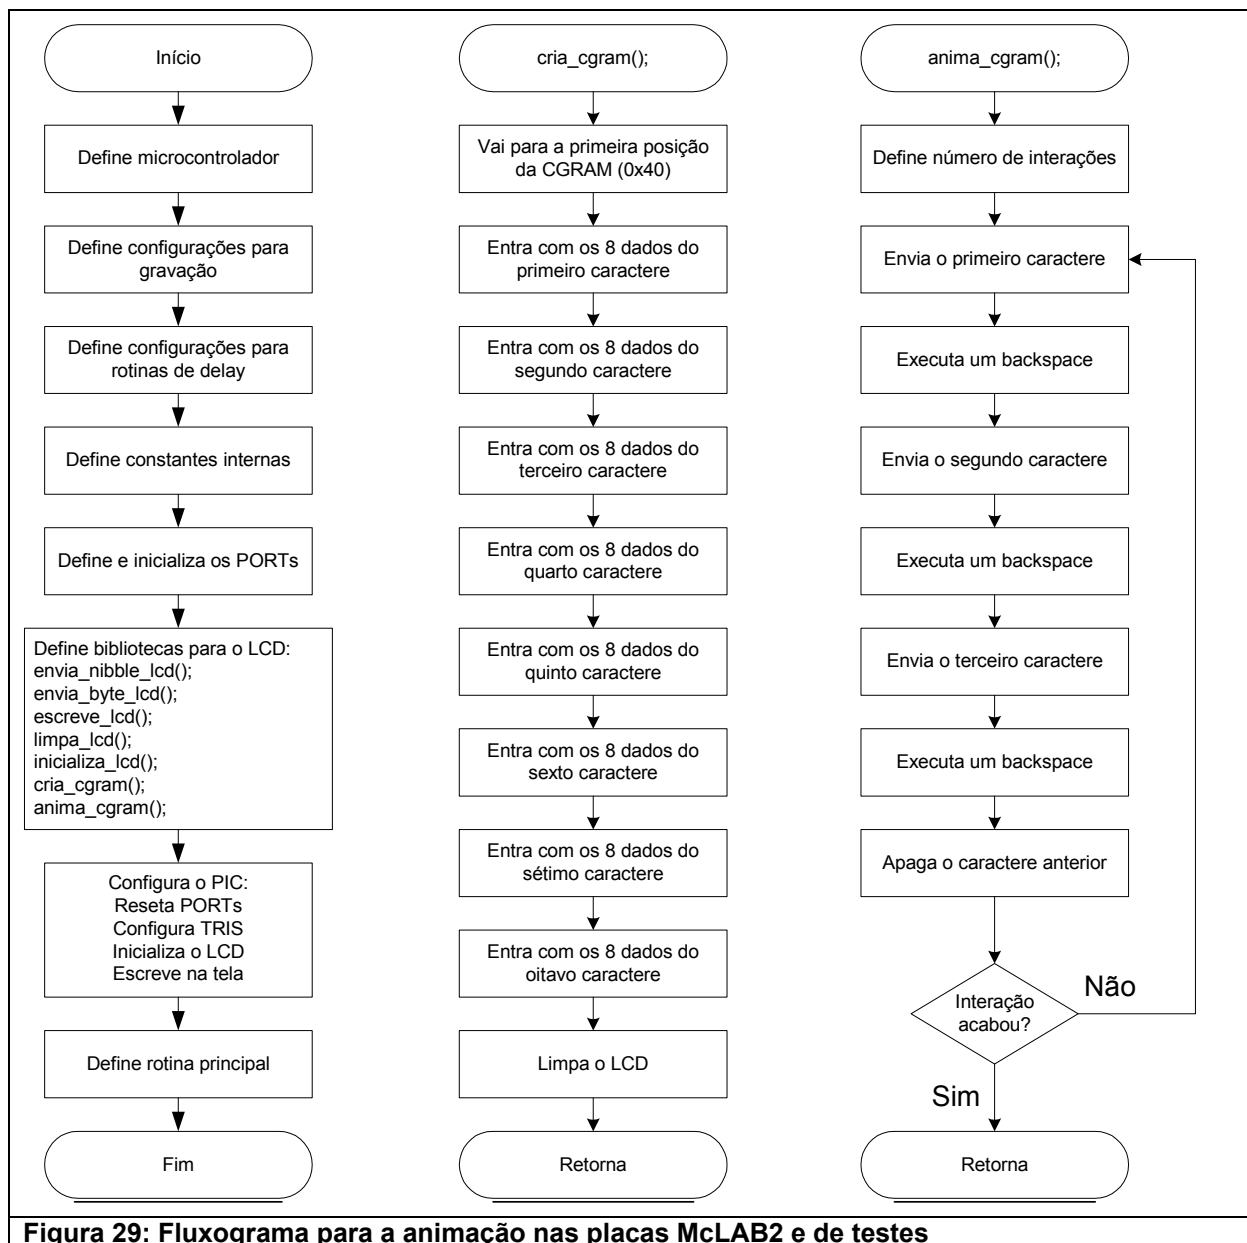 Início
Define microcontrolador
Define configurações para
gravação
Define configurações para
rotinas de delay
Define constantes internas
Define e inicializa os PORTs
Define bibliotecas para o LCD:
envia_nibble_lcd();
envia_byte_lcd();
escreve_lcd();
limpa_lcd();
inicializa_lcd();
cria_cgram();
anima_cgram();
Configura o PIC:
Reseta PORTs
Configura TRIS
Inicializa o LCD
Escreve na tela
Define rotina principal
Fim
cria_cgram();
Vai para a primeira posição
da CGRAM (0x40)
Entra com os 8 dados do
primeiro caractere
Entra com os 8 dados do
segundo caractere
Entra com os 8 dados do
terceiro caractere
Entra com os 8 dados do
quarto caractere
Entra com os 8 dados do
quinto caractere
Entra com os 8 dados do
sexto caractere
Entra com os 8 dados do
sétimo caractere
Entra com os 8 dados do
oitavo caractere
Limpa o LCD
Retorna
anima_cgram();
Define número de interações
Envia o primeiro caractere
Executa um backspace
Envia o segundo caractere
Executa um backspace
Envia o terceiro caractere
Executa um backspace
Apaga o caractere anterior
Interação
acabou?
Não
Sim
Retorna
Figura 29: Fluxograma para a animação nas placas McLAB2 e de testes